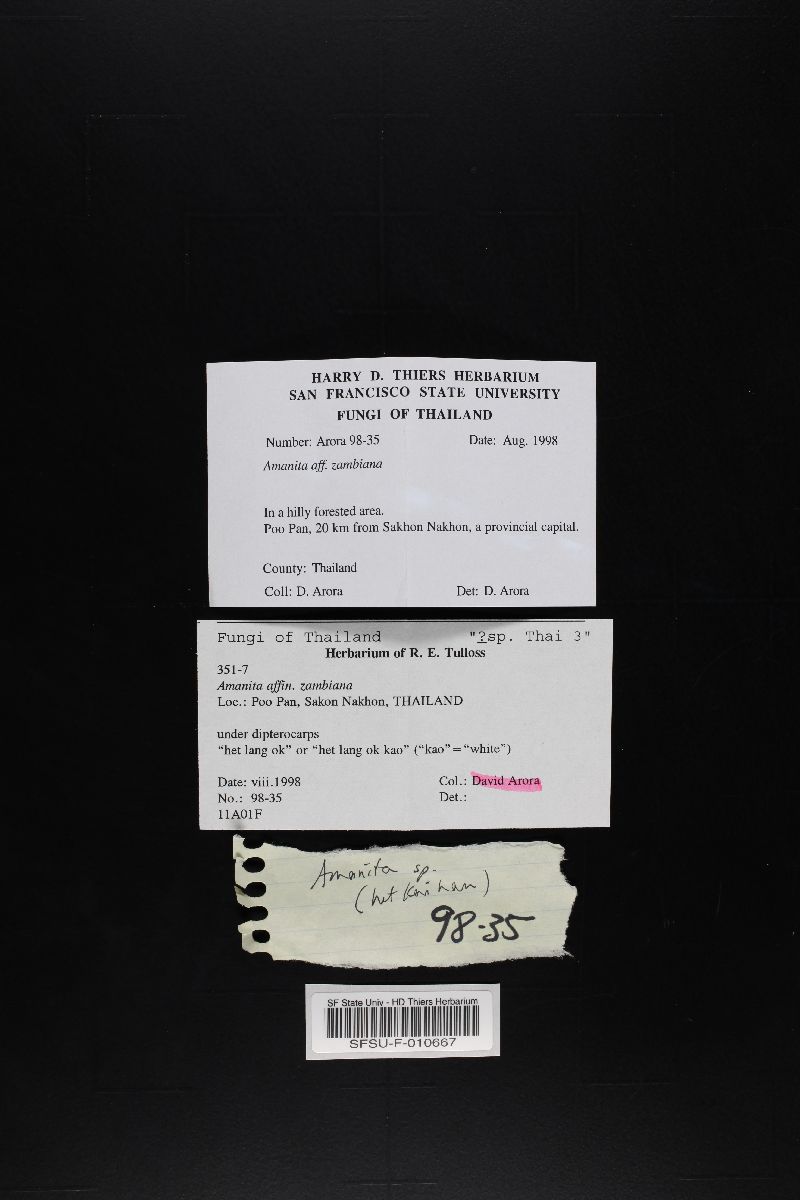 HARRY D. THIERS HERBARIUM
SAN FRANCISCO STATE UNIVERSITY
FUNGI OF THAILAND
Number: Arora 98-35 Date: Aug. 1998
Amanita aff. zambiana
In a hilly forested area.
Poo Pan, 20 km from Sakhon Nakhon, a provincial capital.
County: Thailand
Coll: D. Arora Det: D. Arora
Fungi of Thailand "?sp. Thai 3"
Herbarium of R. E. Tulloss
351-7
Amanita affin. zambiana
Loc.: Poo Pan, Sakon Nakhon, THAILAND
under dipterocarps
"het lang ok" or "het lang ok kao" ("kao"="white")
Date: viii.1998 Col.: David Arora
No.: 98-35 Det.:
11A01F
Amanita sp.
(het
98-35
SF State Univ - HD Thiers Herbarium
SFSU-F-010667